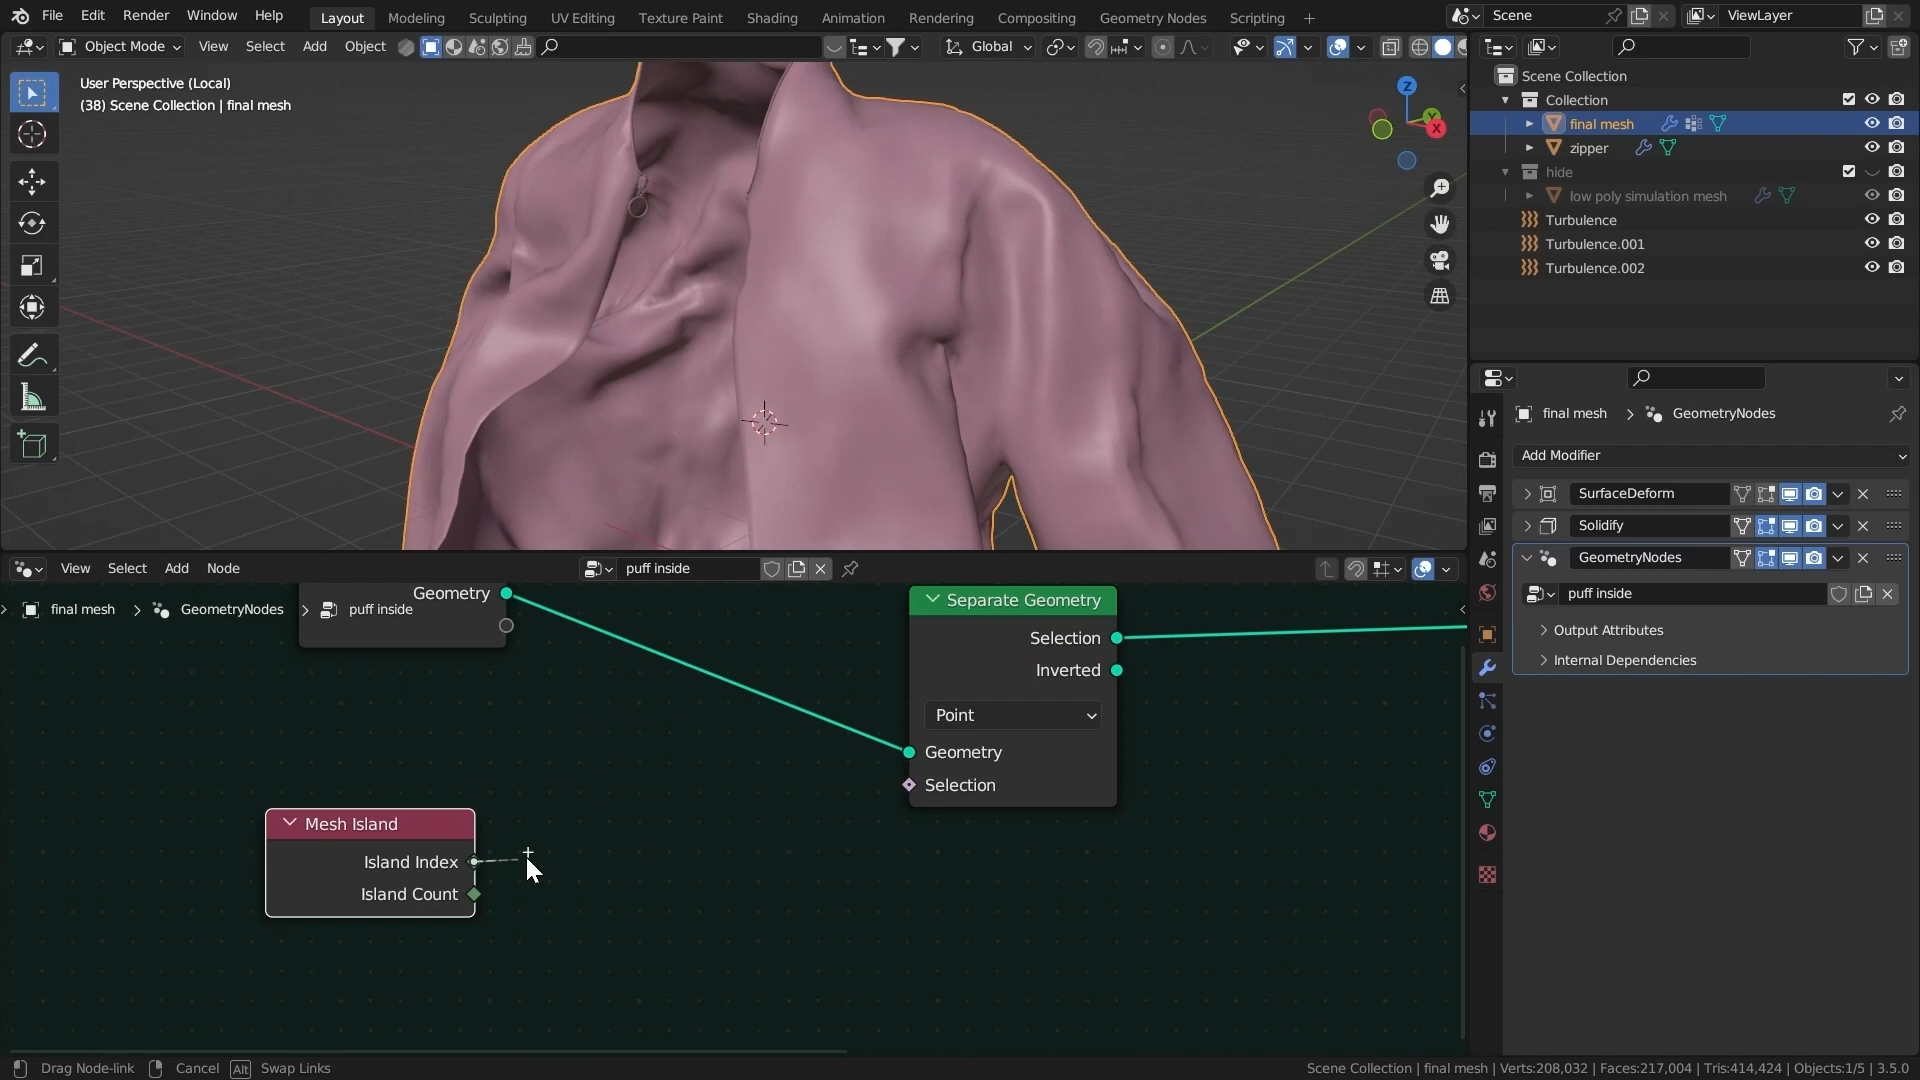 File Edit Render Window Help Layout Modeling Sculpting UV Editing Texture Paint Shading Animation Rendering Compositing Geometry Nodes Scripting + Scene ViewLayer
Object Mode View Select Add Object Global
User Perspective (Local)
(38) Scene Collection | final mesh
Z
Y
X
Scene Collection
Collection
final mesh
zipper
hide
low poly simulation mesh
Turbulence
Turbulence.001
Turbulence.002
final mesh > GeometryNodes
Add Modifier
SurfaceDeform
Solidify
GeometryNodes
puff inside
Output Attributes
Internal Dependencies
View Select Add Node puff inside
final mesh > GeometryNodes > puff inside
Geometry
Separate Geometry
Selection
Inverted
Point
Geometry
Selection
Mesh Island
Island Index
Island Count
Drag Node-link Cancel Alt Swap Links
Scene Collection | final mesh | Verts:208,032 | Faces:217,004 | Tris:414,424 | Objects:1/5 | 3.5.0